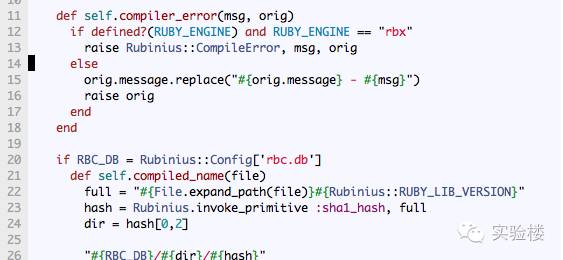 11 def self.compiler_error(msg, orig)
12 if defined?(RUBY_ENGINE) and RUBY_ENGINE == "rbx"
13 raise Rubinius::CompileError, msg, orig
14 else
15 orig.message.replace("#{orig.message} - #{msg}")
16 raise orig
17 end
18 end
19
20 if RBC_DB = Rubinius::Config['rbc.db']
21 def self.compiled_name(file)
22 full = "#{File.expand_path(file)}#{Rubinius::RUBY_LIB_VERSION}"
23 hash = Rubinius.invoke_primitive :sha1_hash, full
24 dir = hash[0,2]
25
26 "#{RBC_DB}/#{dir}/#{hash}"
实验楼